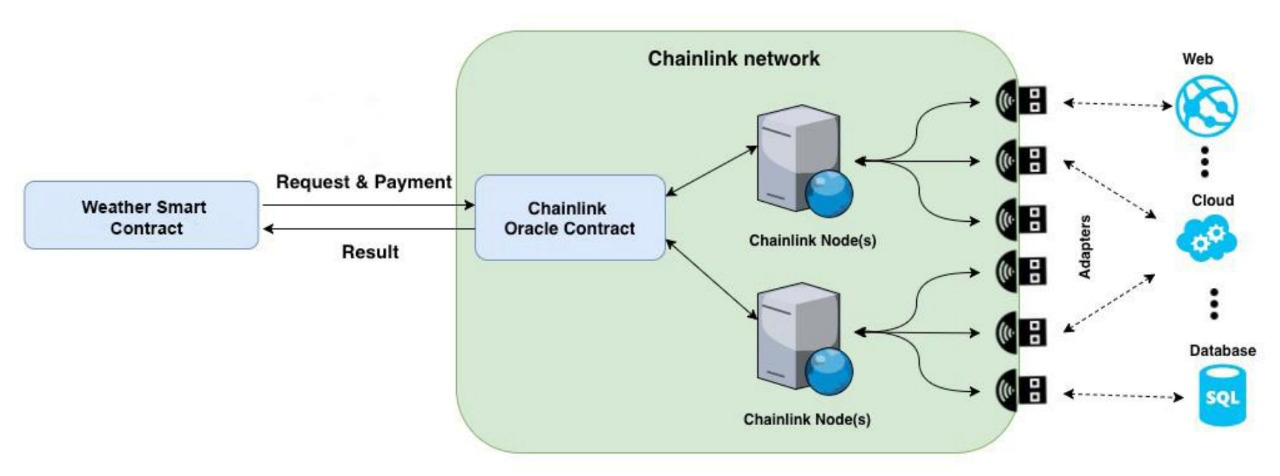 Chainlink network
Web
Request & Payment
Weather Smart
Contract
Chainlink
Oracle Contract
Result
Chainlink Node(s)
Adapters
Cloud
Chainlink Node(s)
Database
SQL